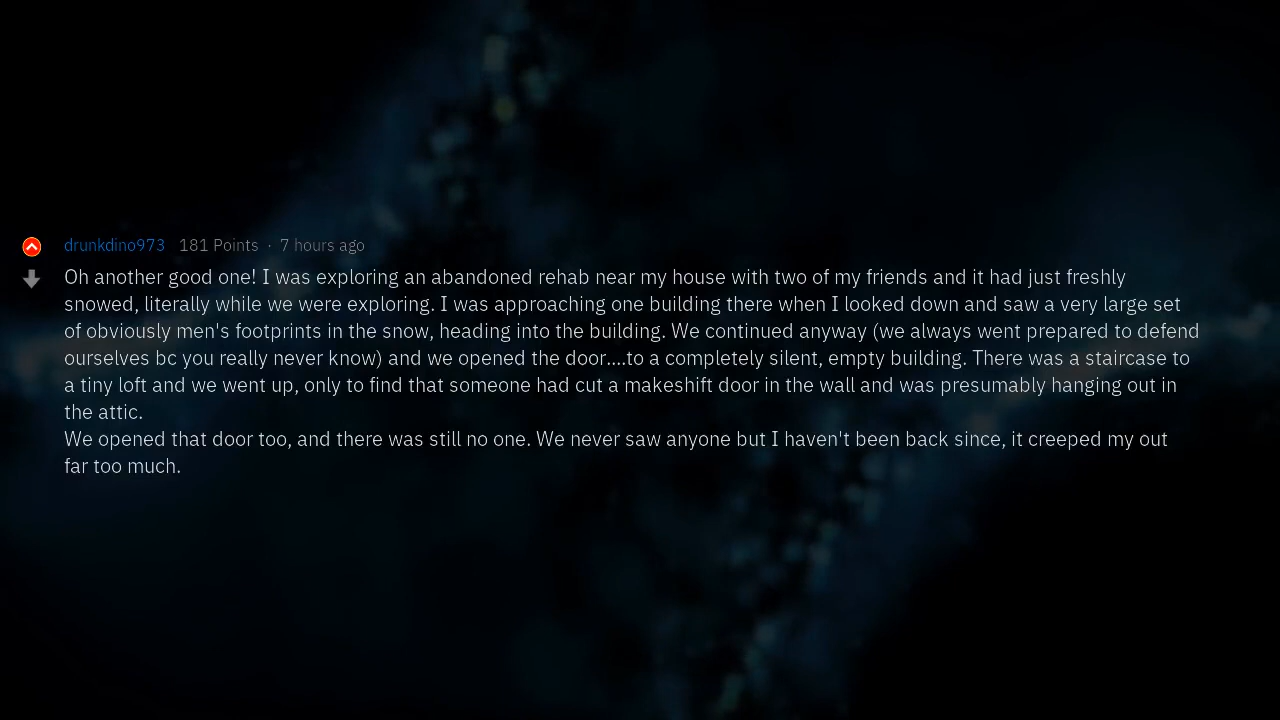 drunkdino973 181 Points · 7 hours ago
Oh another good one! I was exploring an abandoned rehab near my house with two of my friends and it had just freshly
snowed, literally while we were exploring. I was approaching one building there when I looked down and saw a very large set
of obviously men's footprints in the snow, heading into the building. We continued anyway (we always went prepared to defend
ourselves bc you really never know) and we opened the door....to a completely silent, empty building. There was a staircase to
a tiny loft and we went up, only to find that someone had cut a makeshift door in the wall and was presumably hanging out in
the attic.
We opened that door too, and there was still no one. We never saw anyone but I haven't been back since, it creeped my out
far too much.